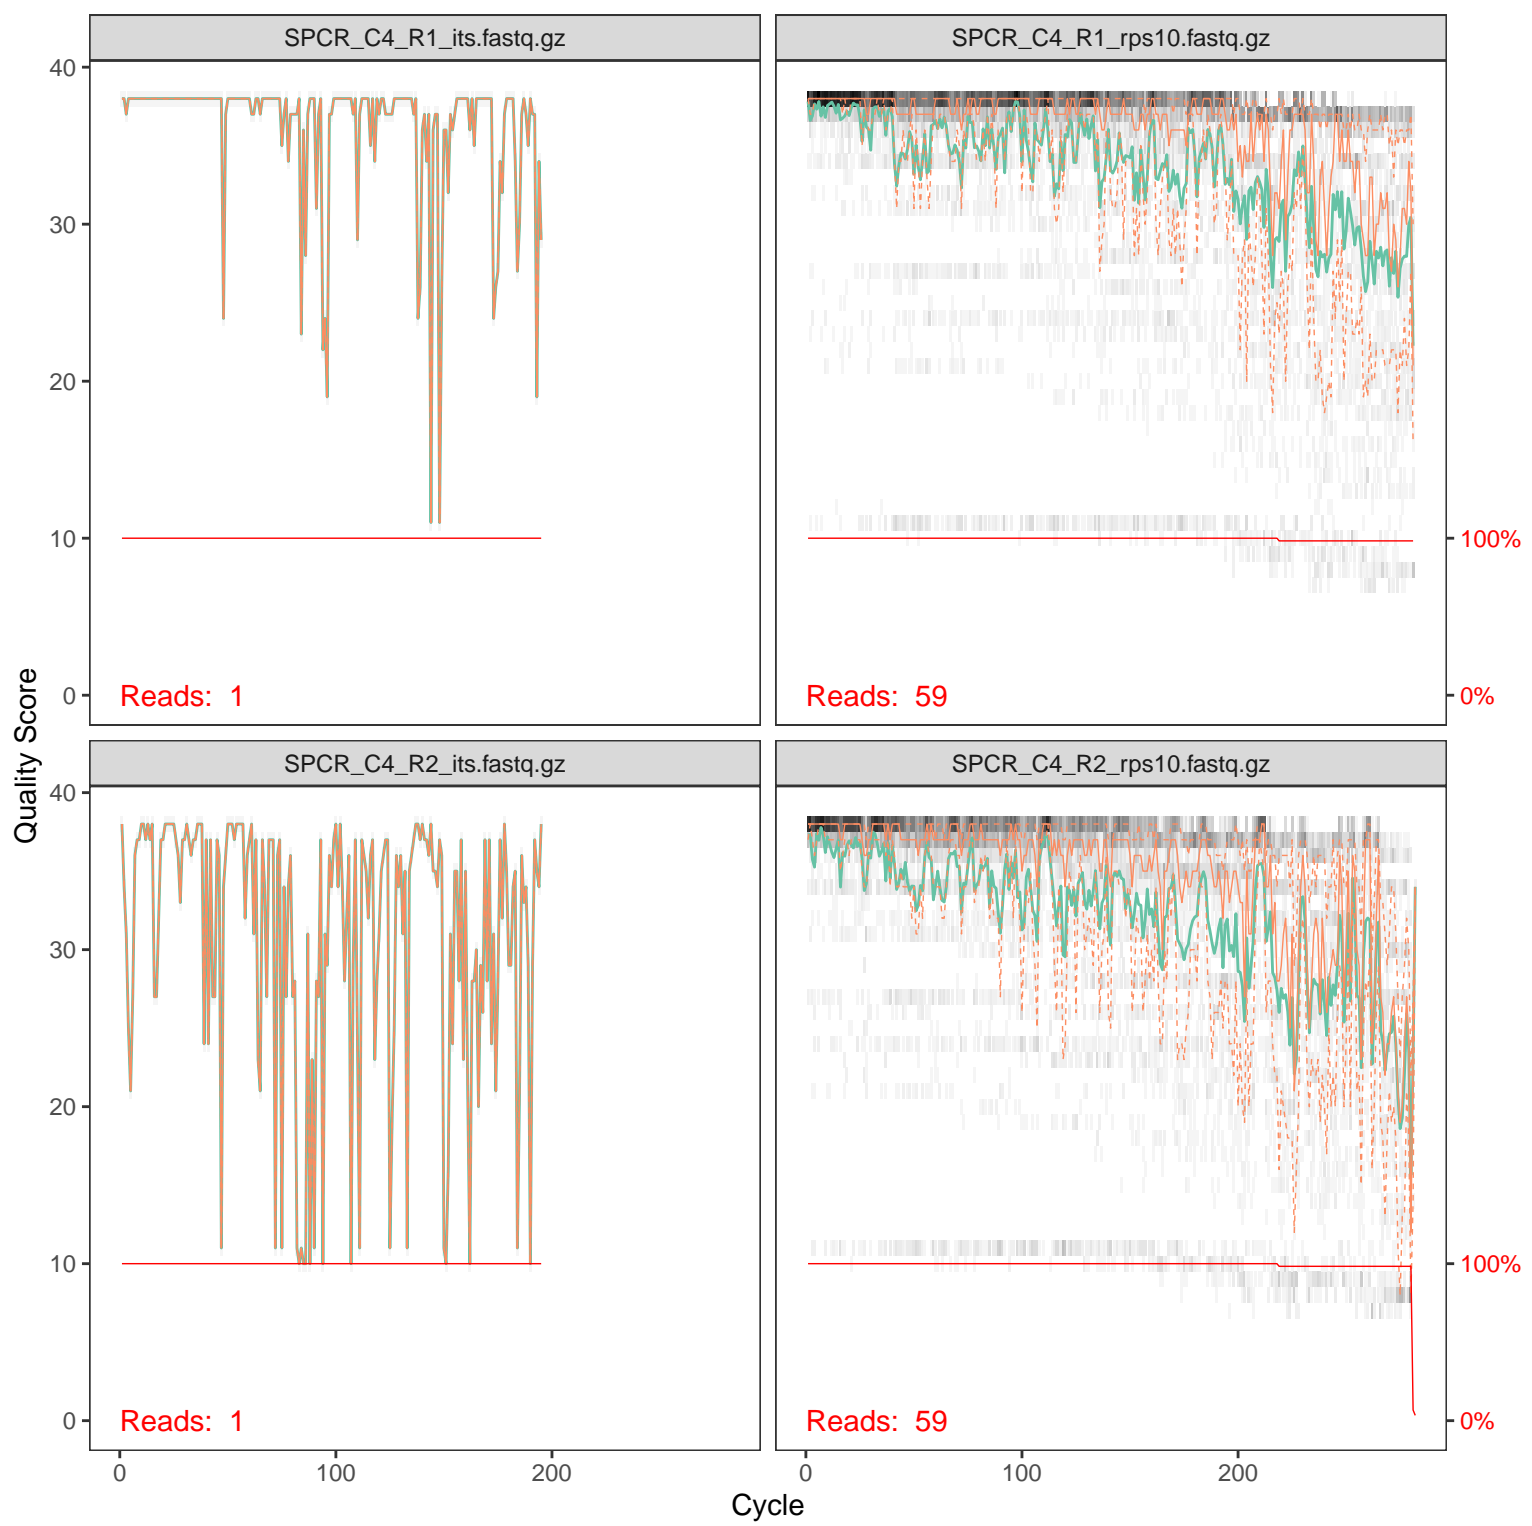 SPCR_C4_R1_its.fastq.gz
SPCR_C4_R1_rps10.fastq.gz
40
30
20
10
0
100%
0%
Reads: 1
Reads: 59
Quality Score
SPCR_C4_R2_its.fastq.gz
SPCR_C4_R2_rps10.fastq.gz
40
30
20
10
0
100%
0%
Reads: 1
Reads: 59
0 100 200
0 100 200
Cycle